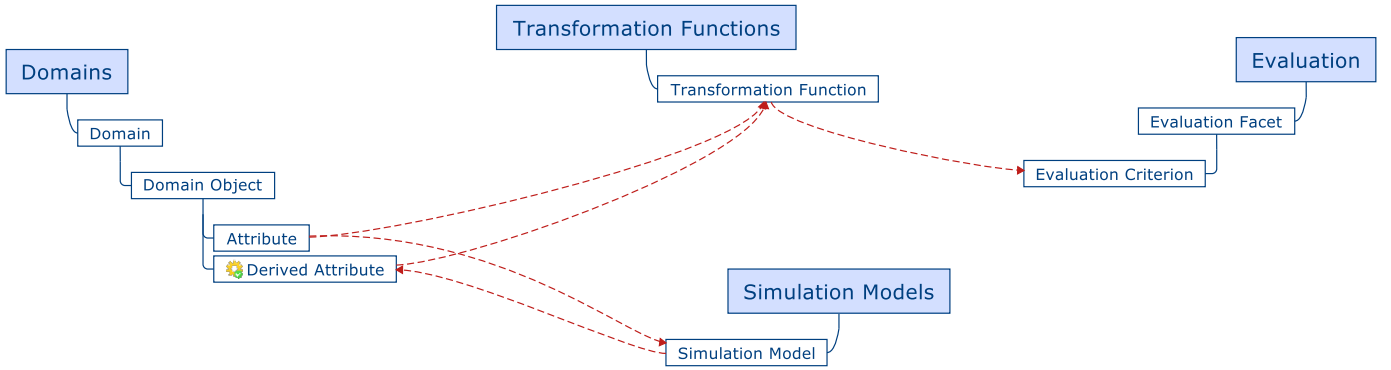 Transformation Functions
Domains
Evaluation
Transformation Function
Evaluation Facet
Domain
Evaluation Criterion
Domain Object
Attribute
Derived Attribute
Simulation Models
Simulation Model